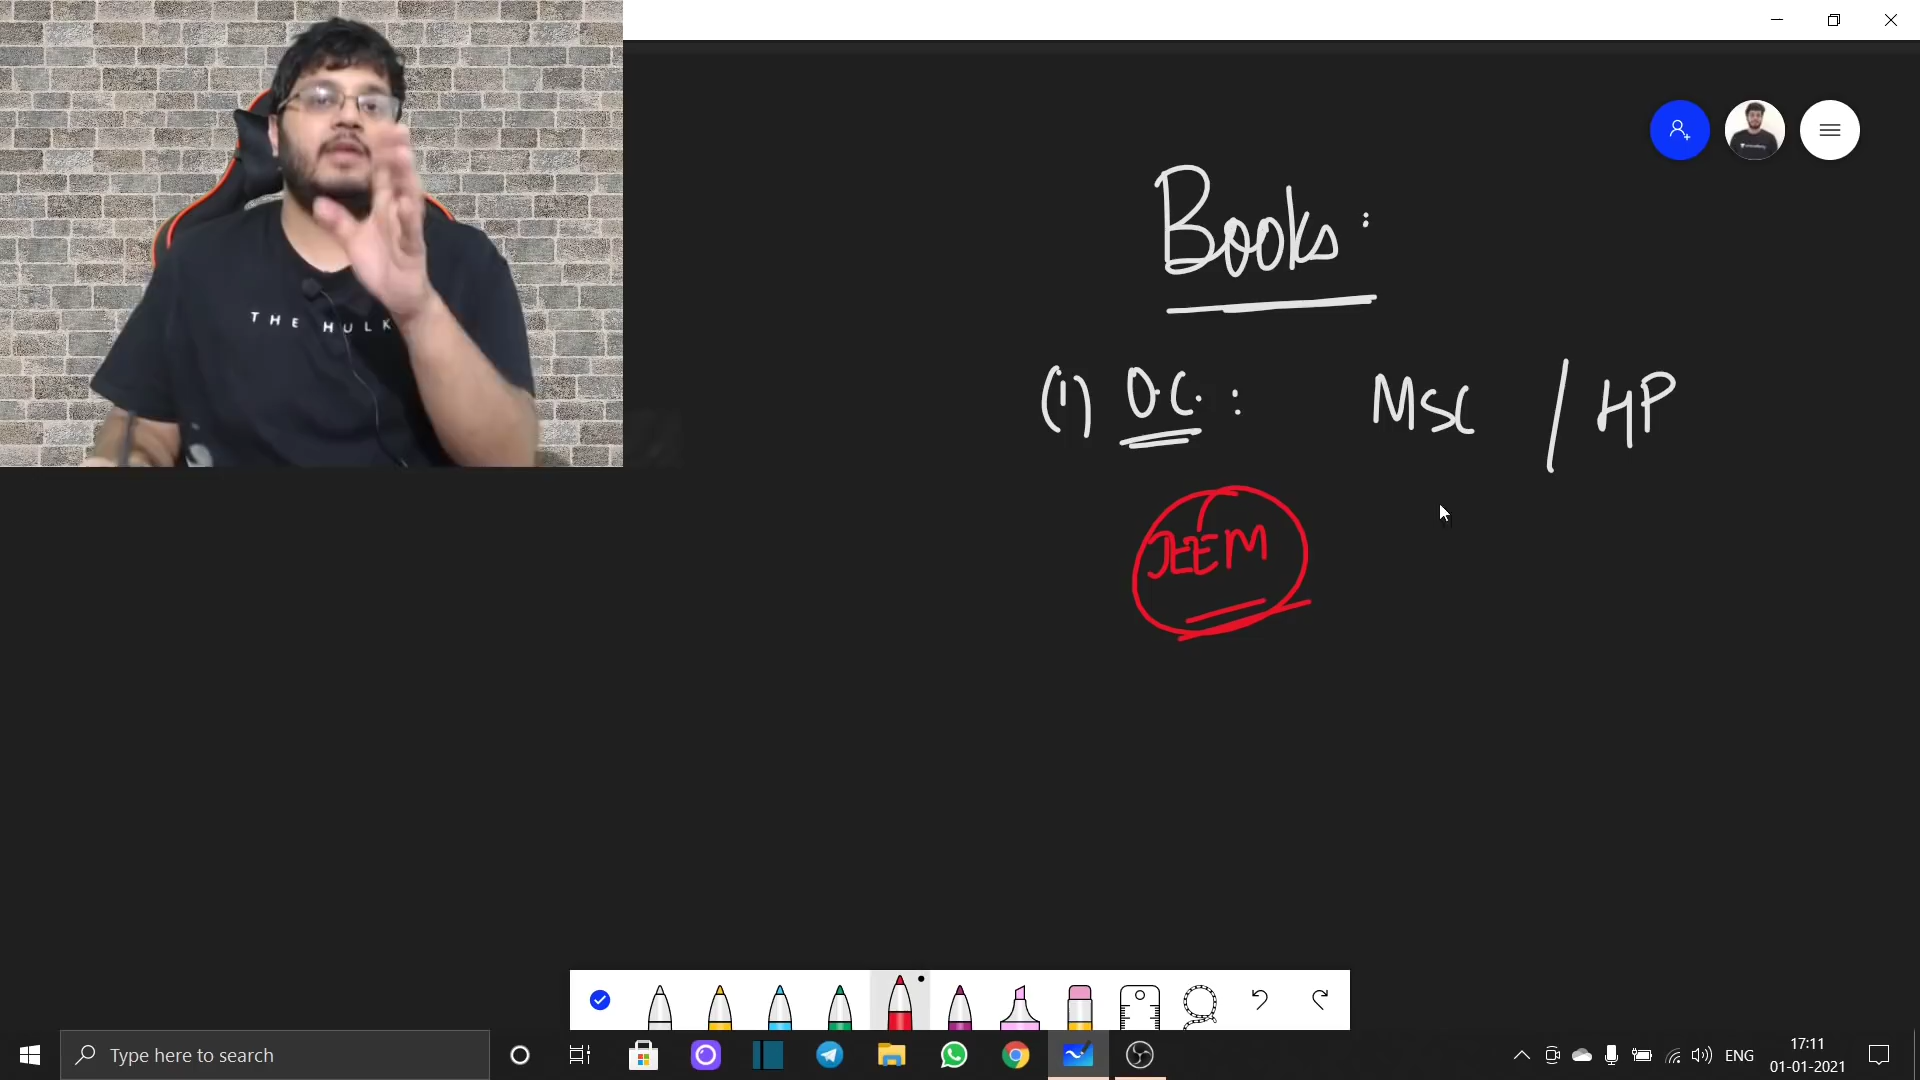 THE HULK
Books :
(1) O.C. : MSC / HP
JEEM
Type here to search
ENG
17:11
01-01-2021